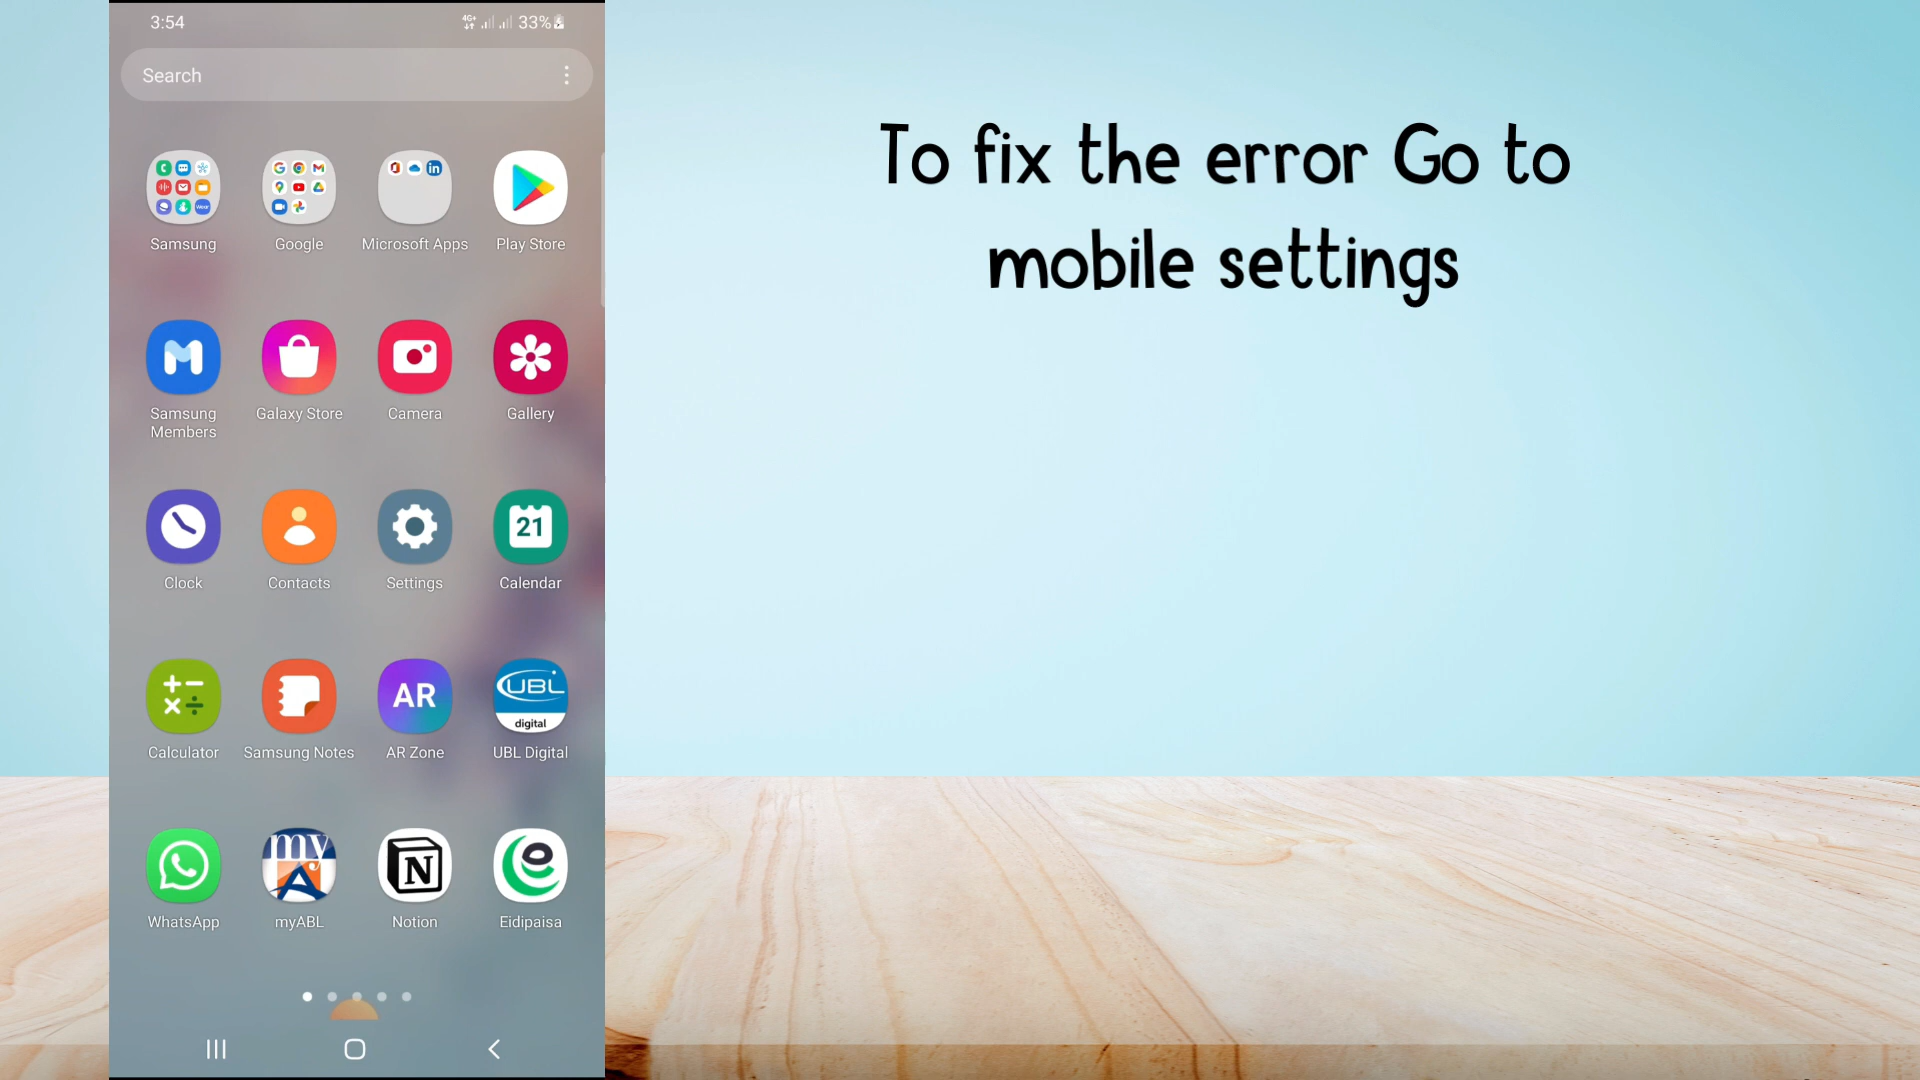 3:54
4G+ 33%
Search
Samsung
Google
Microsoft Apps
Play Store
Samsung
Members
Galaxy Store
Camera
Gallery
Clock
Contacts
Settings
21
Calendar
Calculator
Samsung Notes
AR
AR Zone
UBL
digital
UBL Digital
WhatsApp
my
A
myABL
N
Notion
e
Eidipaisa
To fix the error Go to
mobile settings